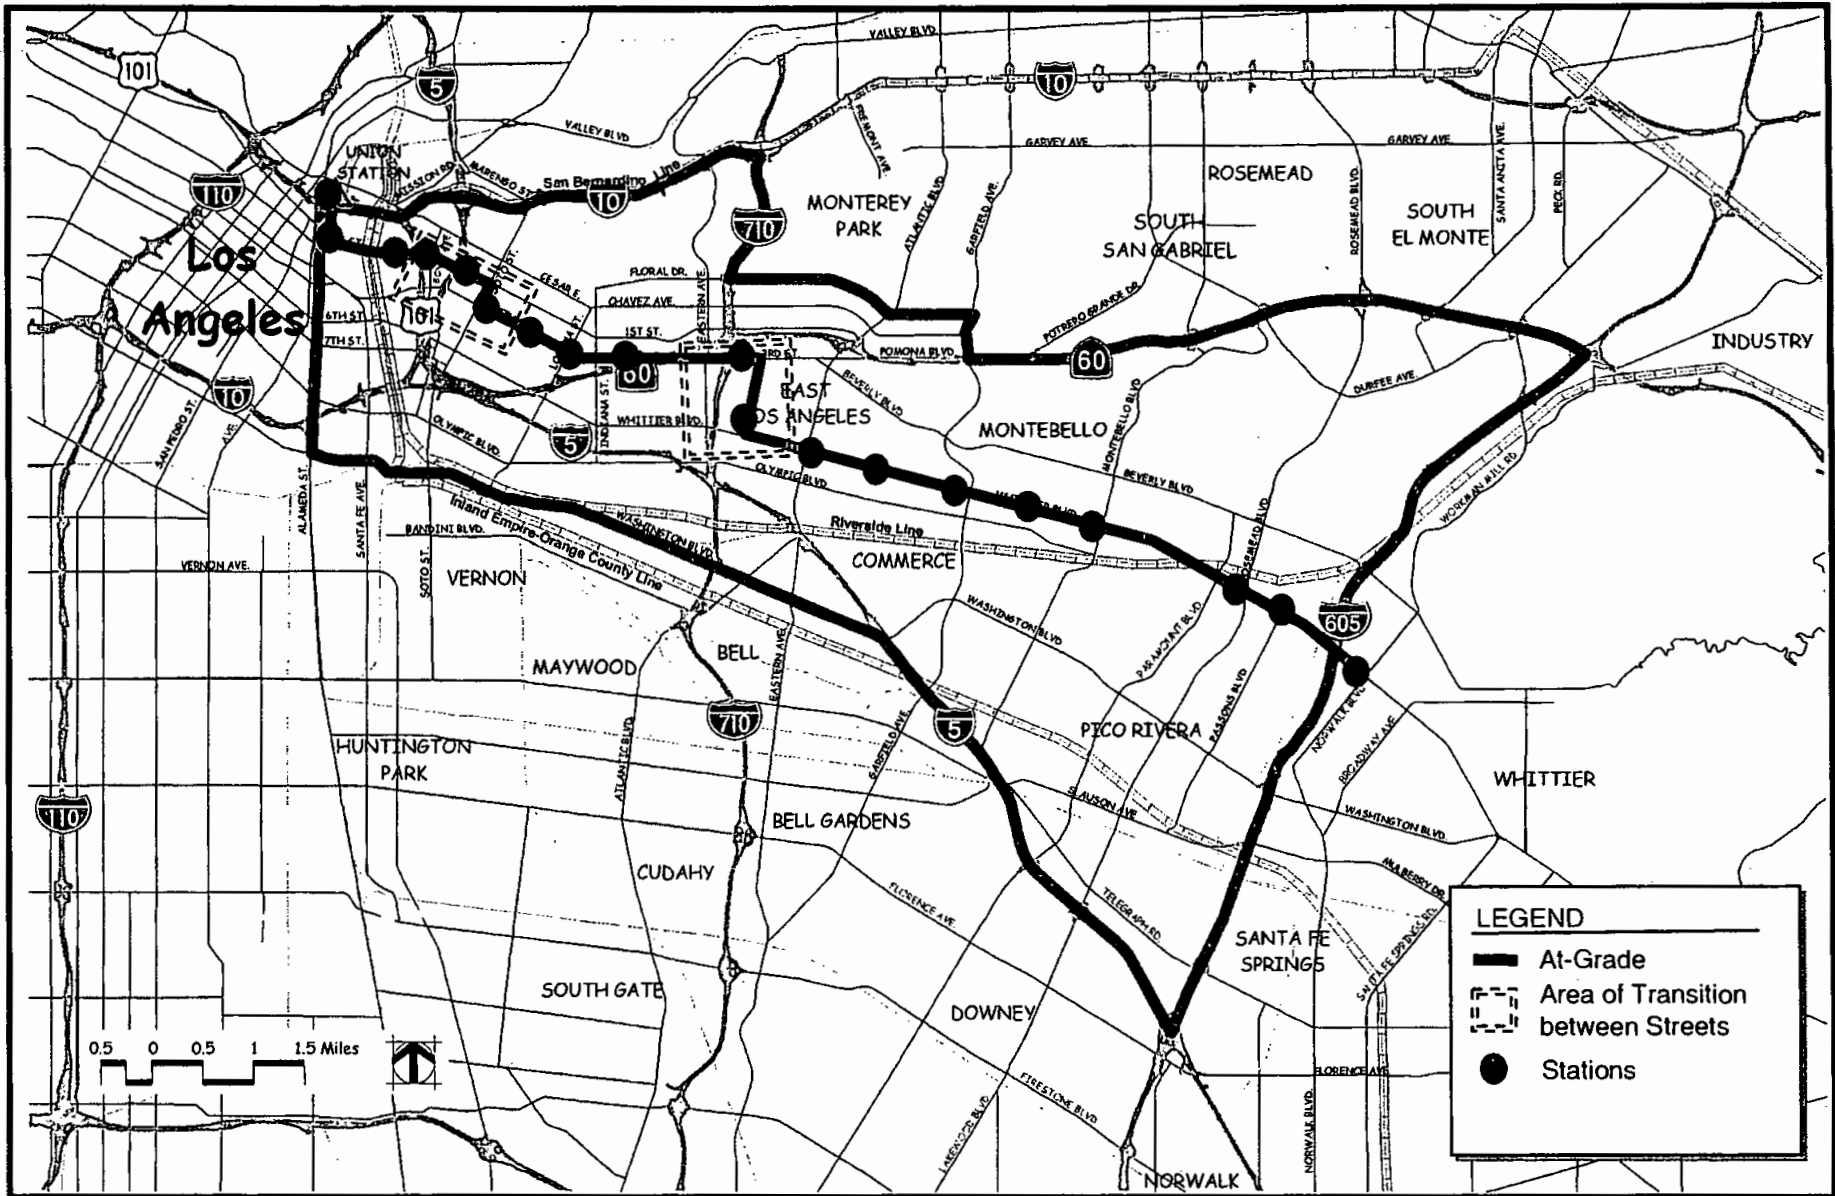 VALLEY BLVD
101
5
10
VALLEY BLVD
FREMONT AVE.
GARVEY AVE.
GARVEY AVE.
UNION
STATION
MISSION RD.
MARENGO ST.
San Bernardino Line
10
110
ROSEMEAD
MONTEREY
PARK
ATLANTIC BLVD
GARFIELD AVE.
SOUTH
SAN GABRIEL
ROSEMEAD BLVD.
SOUTH
EL MONTE
SANTA ANITA AVE.
PECK RD.
710
Los
Angeles
CESAR E.
CHAVEZ AVE.
FLORAL DR.
EASTERN AVE.
POTRERO GRANDE DR.
101
6TH ST.
7TH ST.
1ST ST.
3RD ST.
POMONA BLVD.
60
60
INDUSTRY
DURFEE AVE.
10
SAN PEDRO ST.
AVE.
OLYMPIC BLVD.
5
INDIANA ST.
WHITTIER BLVD.
EAST
LOS ANGELES
BEVERLY BLVD
MONTEBELLO
MONTEBELLO BLVD
BEVERLY BLVD
OLYMPIC BLVD
ROSEMEAD BLVD
WORKMAN MILL RD
ALAMEDA ST.
SANTA FE AVE.
BANDINI BLVD.
SOTO ST.
Inland Empire-Orange County Line
WASHINGTON BLVD
Riverside Line
COMMERCE
VERNON AVE.
VERNON
WASHINGTON BLVD
PARAMOUNT BLVD
605
MAYWOOD
BELL
EASTERN AVE.
PASSONS BLVD
NORWALK BLVD
BROADWAY AVE
710
5
PICO RIVERA
HUNTINGTON
PARK
ATLANTIC BLVD.
GARFIELD AVE.
WHITTIER
110
SLAUSON AVE
WASHINGTON BLVD.
BELL GARDENS
CUDAHY
MULBERRY DR.
FLORENCE AVE.
TELEGRAPH RD.
SANTA FE
SPRINGS
SANTA FE SPRINGS RD.
SOUTH GATE
DOWNEY
FLORENCE AVE
FIRESTONE BLVD
LAKEWOOD BLVD
NORWALK BLVD.
NORWALK
0.5 0 0.5 1 1.5 Miles
LEGEND
At-Grade
Area of Transition
between Streets
Stations